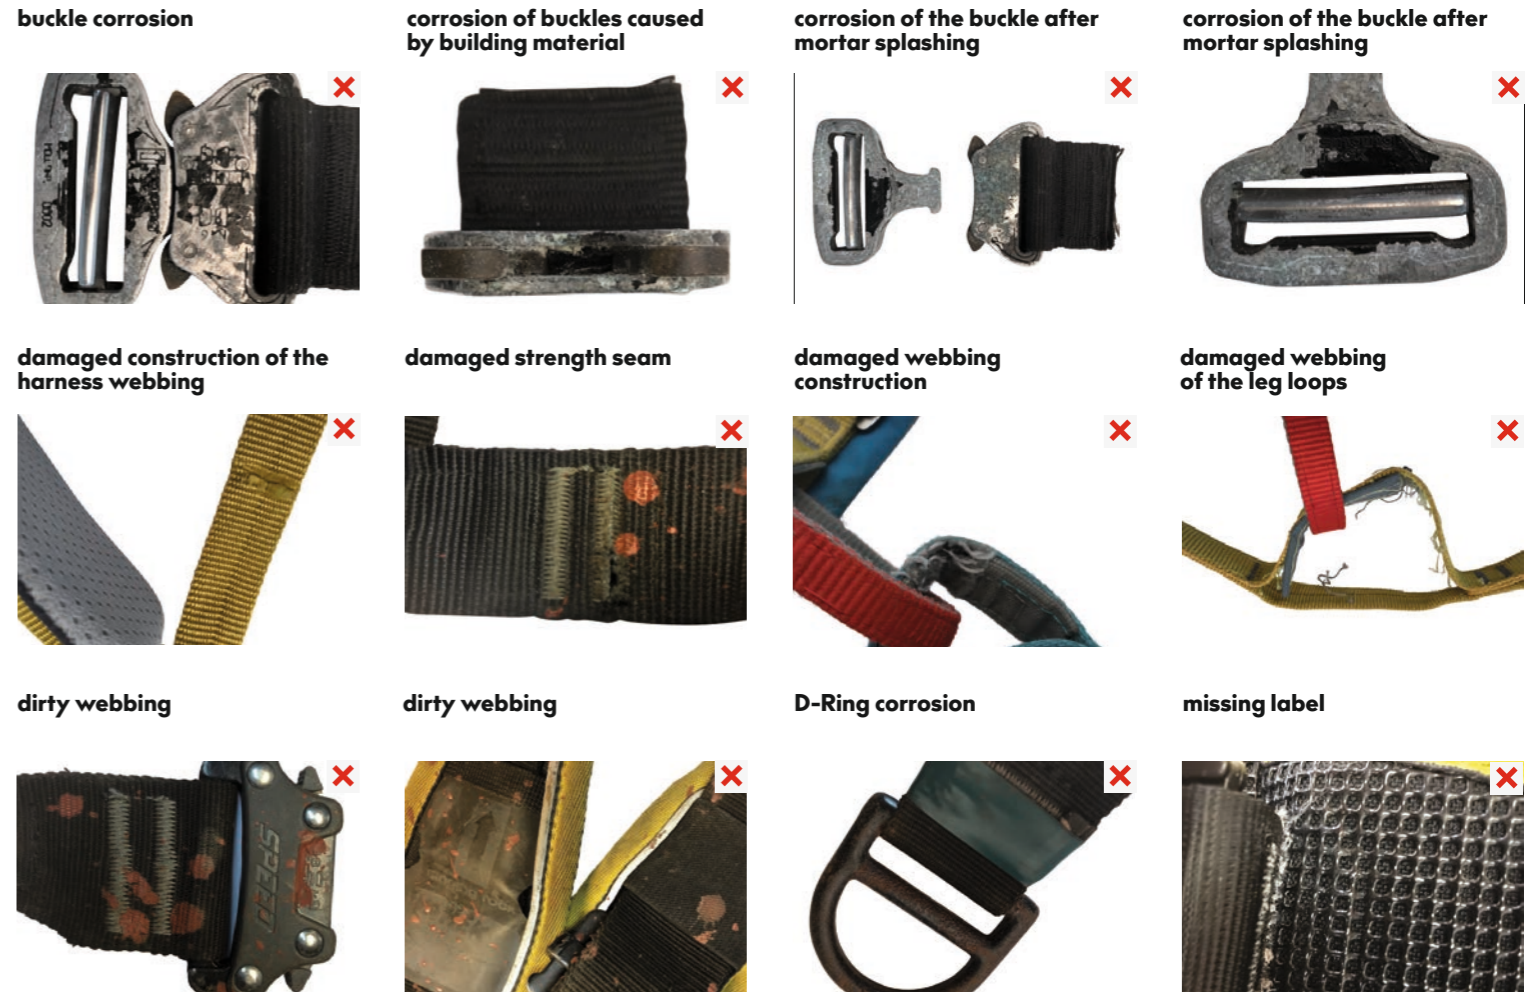 buckle corrosion
corrosion of buckles caused
by building material
corrosion of the buckle after
mortar splashing
corrosion of the buckle after
mortar splashing
damaged construction of the
harness webbing
damaged strength seam
damaged webbing
construction
damaged webbing
of the leg loops
dirty webbing
dirty webbing
D-Ring corrosion
missing label